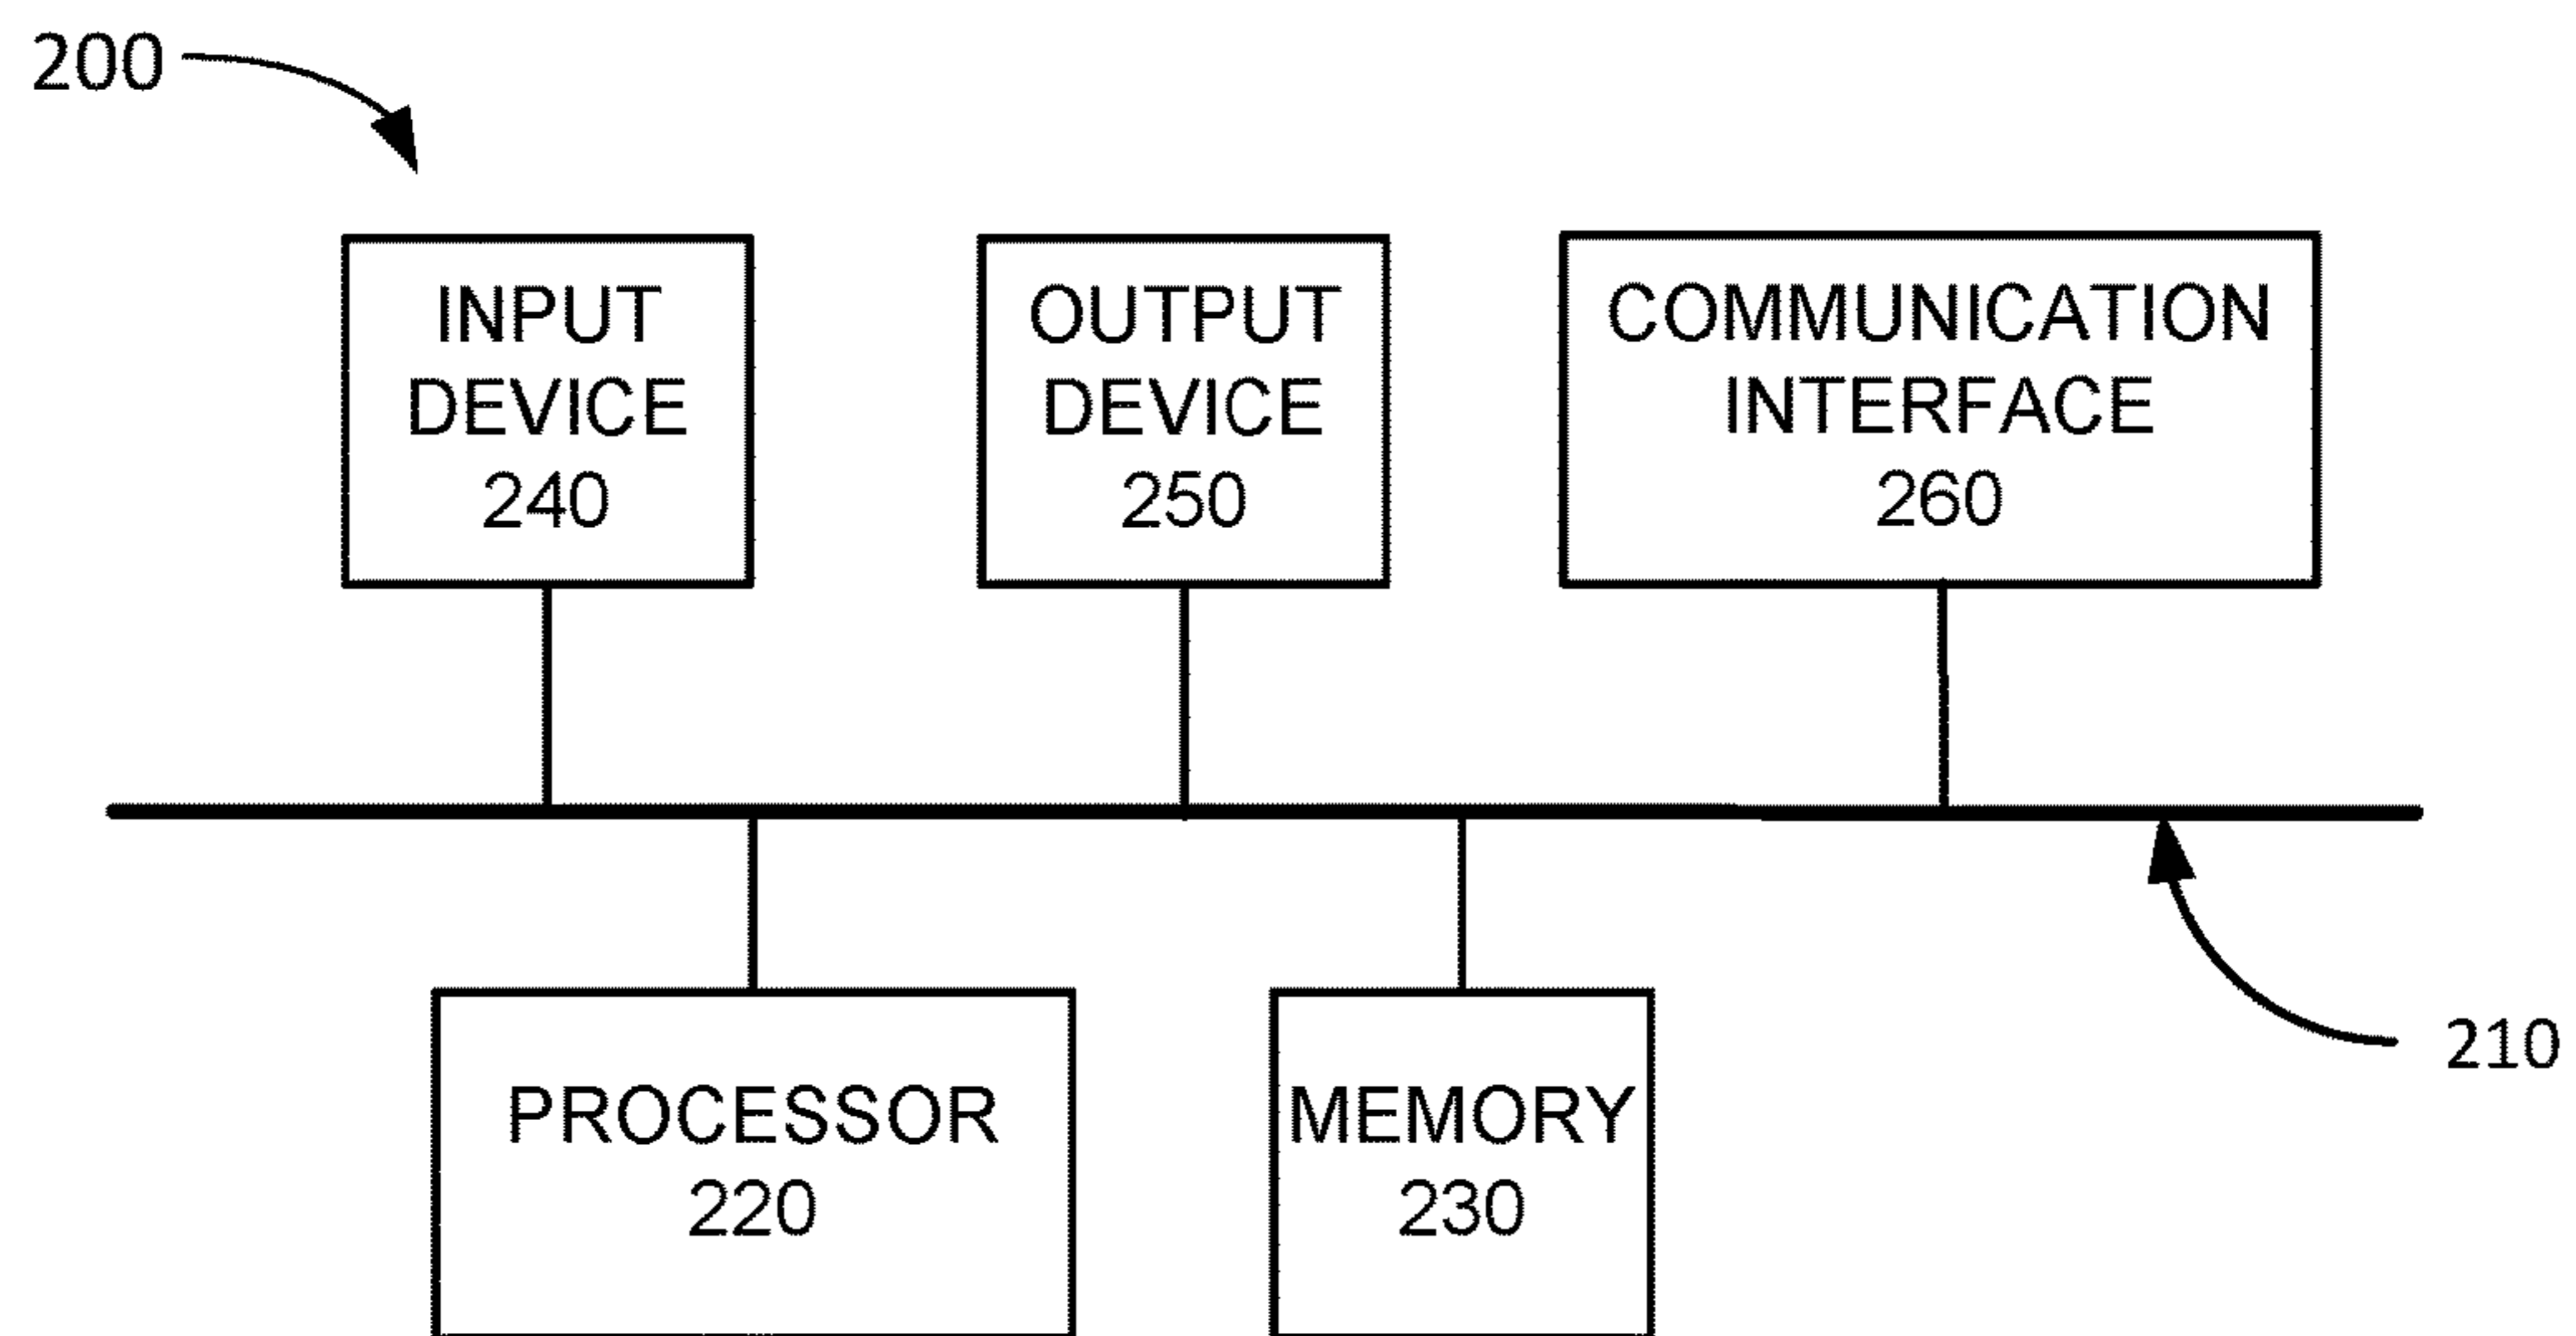 200
INPUT
DEVICE
240
OUTPUT
DEVICE
250
COMMUNICATION
INTERFACE
260
PROCESSOR
220
MEMORY
230
210